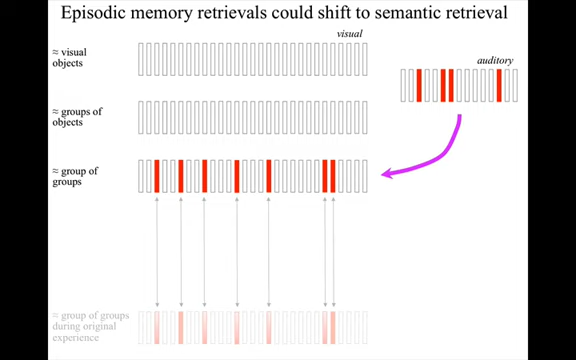 Episodic memory retrievals could shift to semantic retrieval
visual
≈ visual
objects
auditory
≈ groups of
objects
≈ group of
groups
≈ group of groups
during original
experience